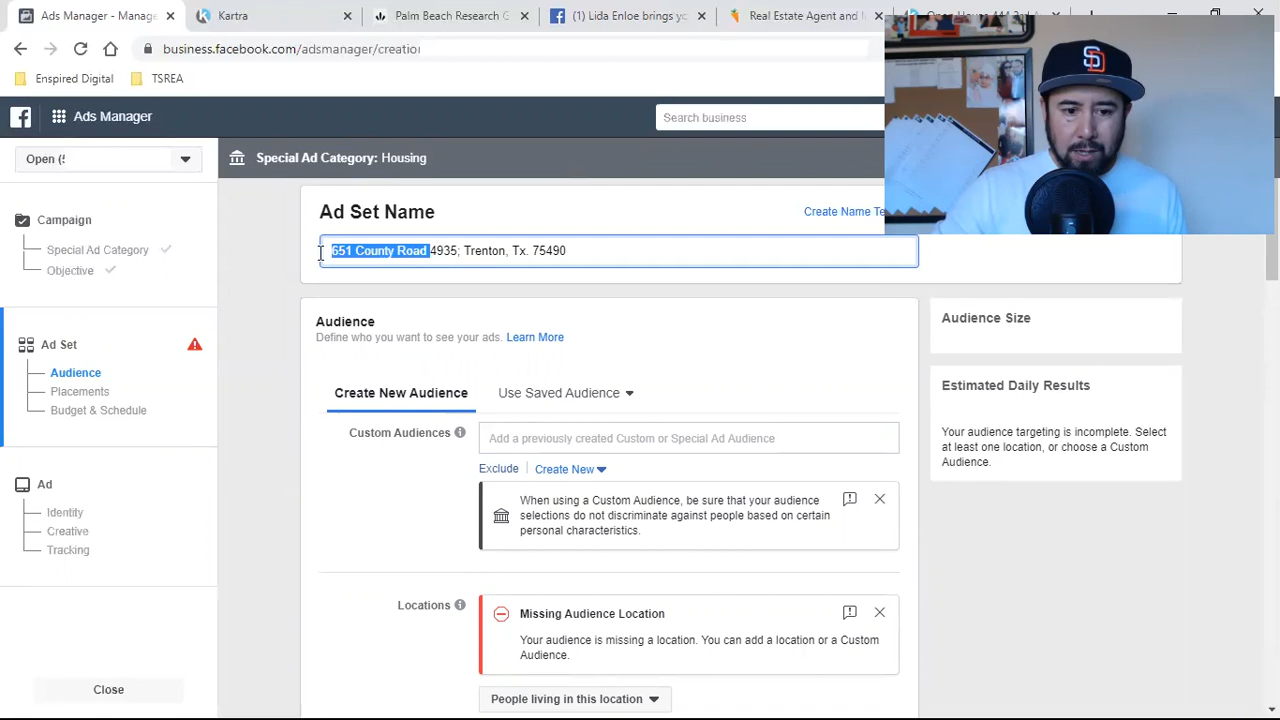 Ads Manager - Manage
Kartra
Palm Beach Research G
(1) Lida Enloe brings yo
Real Estate Agent and
business.facebook.com/adsmanager/creation
Enspired Digital
TSREA
Ads Manager
Search business
Open (
Special Ad Category: Housing
Campaign
Special Ad Category
Objective
Ad Set
Audience
Placements
Budget & Schedule
Ad
Identity
Creative
Tracking
Close
Ad Set Name
Create Name Te
651 County Road 4935; Trenton, Tx. 75490
Audience
Define who you want to see your ads. Learn More
Create New Audience
Use Saved Audience
Custom Audiences
Add a previously created Custom or Special Ad Audience
Exclude
Create New
When using a Custom Audience, be sure that your audience
selections do not discriminate against people based on certain
personal characteristics.
Locations
Missing Audience Location
Your audience is missing a location. You can add a location or a Custom
Audience.
People living in this location
Audience Size
Estimated Daily Results
Your audience targeting is incomplete. Select
at least one location, or choose a Custom
Audience.
SD